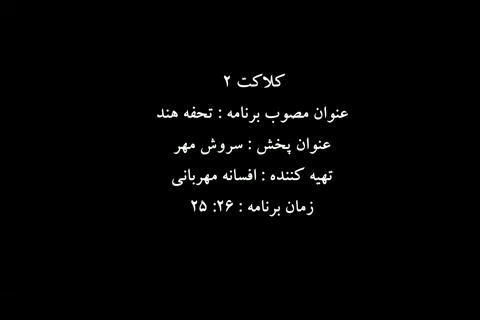 کلاکت ۲
عنوان مصوب برنامه : تحفه هند
عنوان پخش : سروش مهر
تهیه کننده : افسانه مهربانی
زمان برنامه : ۲۶: ۲۵